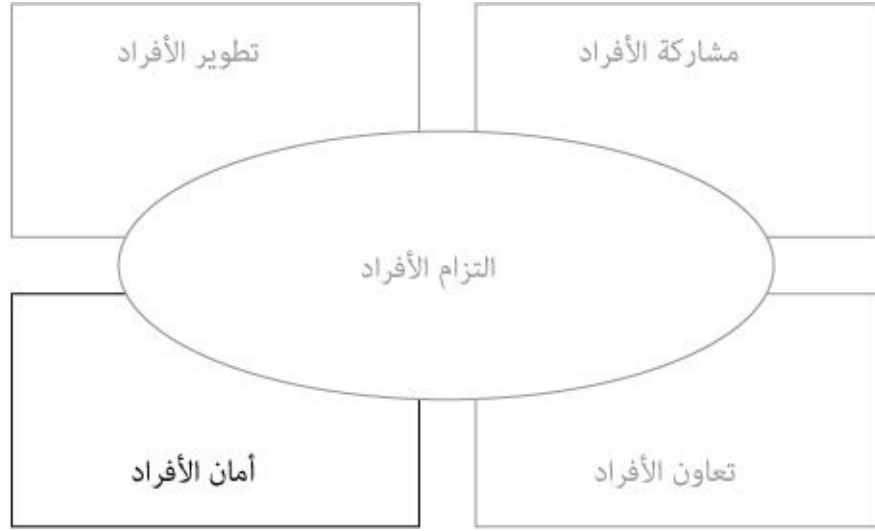 مشاركة الأفراد
تطوير الأفراد
التزام الأفراد
تعاون الأفراد
أمان الأفراد